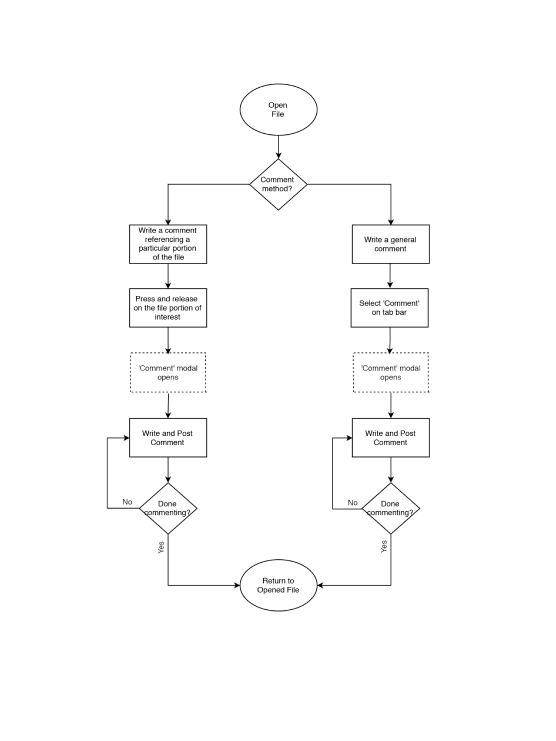 Open
File
Comment
method?
Write a comment
referencing a
particular portion
of the file
Write a general
comment
Press and release
on the file portion of
interest
Select 'Comment'
on tab bar
'Comment' modal
opens
'Comment' modal
opens
Write and Post
Comment
Write and Post
Comment
No
Done
commenting?
No
Done
commenting?
Yes
Yes
Return to
Opened File